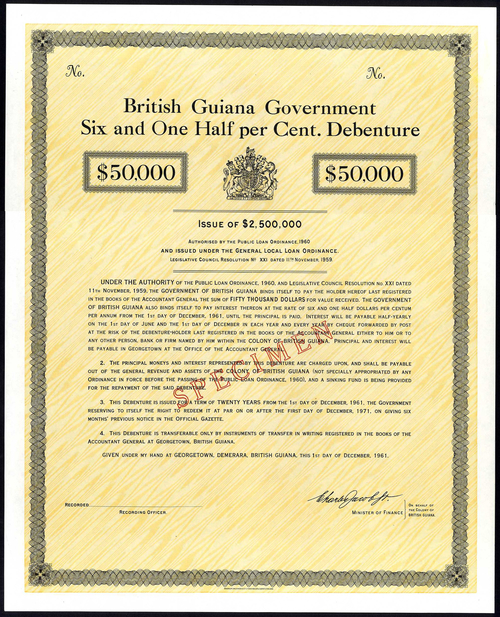 No.
No.
British Guiana Government
Six and One Half per Cent. Debenture
$50,000
$50,000
ISSUE OF $2,500,000
AUTHORISED BY THE PUBLIC LOAN ORDINANCE, 1960
AND ISSUED UNDER THE GENERAL LOCAL LOAN ORDINANCE.
LEGISLATIVE COUNCIL RESOLUTION No XXI DATED 11TH NOVEMBER, 1959.
UNDER THE AUTHORITY OF THE PUBLIC LOAN ORDINANCE, 1960, AND LEGISLATIVE COUNCIL RESOLUTION No. XXI DATED
11TH NOVEMBER, 1959, THE GOVERNMENT OF BRITISH GUIANA BINDS ITSELF TO PAY THE HOLDER HEREOF LAST REGISTERED
IN THE BOOKS OF THE ACCOUNTANT GENERAL THE SUM OF FIFTY THOUSAND DOLLARS FOR VALUE RECEIVED. THE GOVERNMENT
OF BRITISH GUIANA ALSO BINDS ITSELF TO PAY INTEREST THEREON AT THE RATE OF SIX AND ONE HALF DOLLARS PER CENTUM
PER ANNUM FROM THE 1ST DAY OF DECEMBER, 1961, UNTIL THE PRINCIPAL IS PAID. INTEREST WILL BE PAYABLE HALF-YEARLY
ON THE 1ST DAY OF JUNE AND THE 1ST DAY OF DECEMBER IN EACH YEAR AND EVERY YEAR BY CHEQUE FORWARDED BY POST
AT THE RISK OF THE DEBENTURE-HOLDER LAST REGISTERED IN THE BOOKS OF THE ACCOUNTANT GENERAL EITHER TO HIM OR TO
ANY OTHER PERSON, BANK OR FIRM NAMED BY HIM WITHIN THE COLONY OF BRITISH GUIANA. PRINCIPAL AND INTEREST WILL
BE PAYABLE IN GEORGETOWN AT THE OFFICE OF THE ACCOUNTANT GENERAL.
2. THE PRINCIPAL MONEYS AND INTEREST REPRESENTED BY THIS DEBENTURE ARE CHARGED UPON, AND SHALL BE PAYABLE
OUT OF THE GENERAL REVENUE AND ASSETS OF THE COLONY OF BRITISH GUIANA (NOT SPECIALLY APPROPRIATED BY ANY
ORDINANCE IN FORCE BEFORE THE PASSING OF THE PUBLIC LOAN ORDINANCE, 1960), AND A SINKING FUND IS BEING PROVIDED
FOR THE REPAYMENT OF THE SAID DEBENTURE.
SPECIMEN
3. THIS DEBENTURE IS ISSUED FOR A TERM OF TWENTY YEARS FROM THE 1ST DAY OF DECEMBER, 1961, THE GOVERNMENT
RESERVING TO ITSELF THE RIGHT TO REDEEM IT AT PAR ON OR AFTER THE FIRST DAY OF DECEMBER, 1971, ON GIVING SIX
MONTHS' PREVIOUS NOTICE IN THE OFFICIAL GAZETTE.
4. THIS DEBENTURE IS TRANSFERABLE ONLY BY INSTRUMENTS OF TRANSFER IN WRITING REGISTERED IN THE BOOKS OF THE
ACCOUNTANT GENERAL AT GEORGETOWN, BRITISH GUIANA.
GIVEN UNDER MY HAND AT GEORGETOWN, DEMERARA, BRITISH GUIANA, THIS 1ST DAY OF DECEMBER, 1961.
RECORDED
RECORDING OFFICER.
Charles Jacob Jr.
MINISTER OF FINANCE
ON BEHALF OF
THE COLONY OF
BRITISH GUIANA